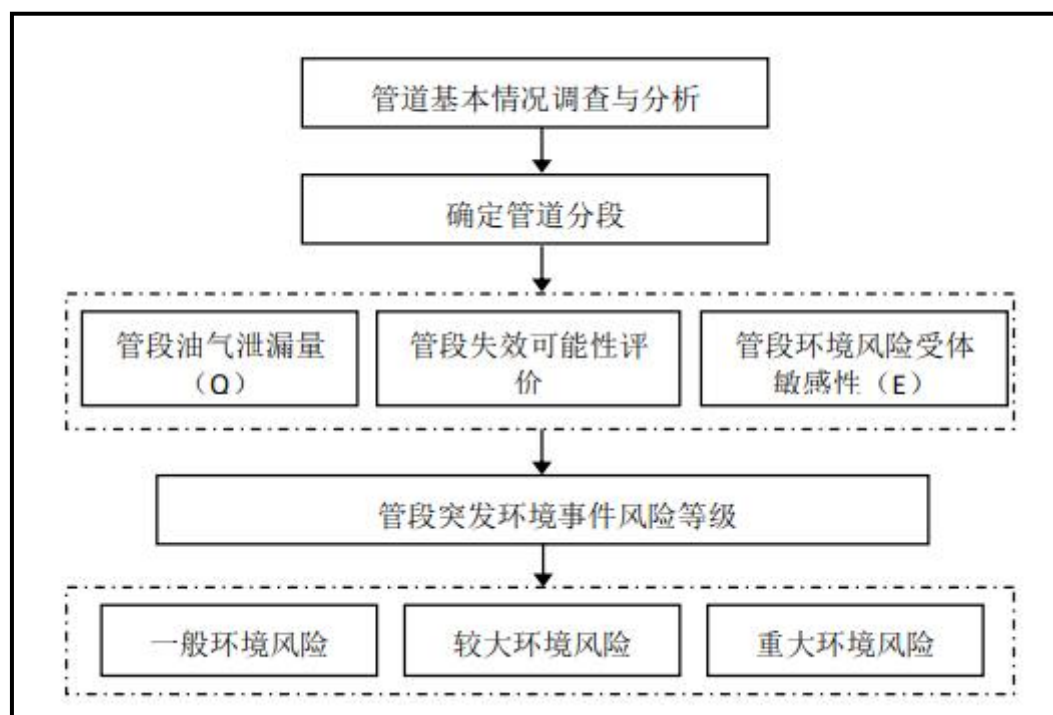 管道基本情况调查与分析
确定管道分段
管段油气泄漏量
（Q）
管段失效可能性评
价
管段环境风险受体
敏感性（E）
管段突发环境事件风险等级
一般环境风险
较大环境风险
重大环境风险